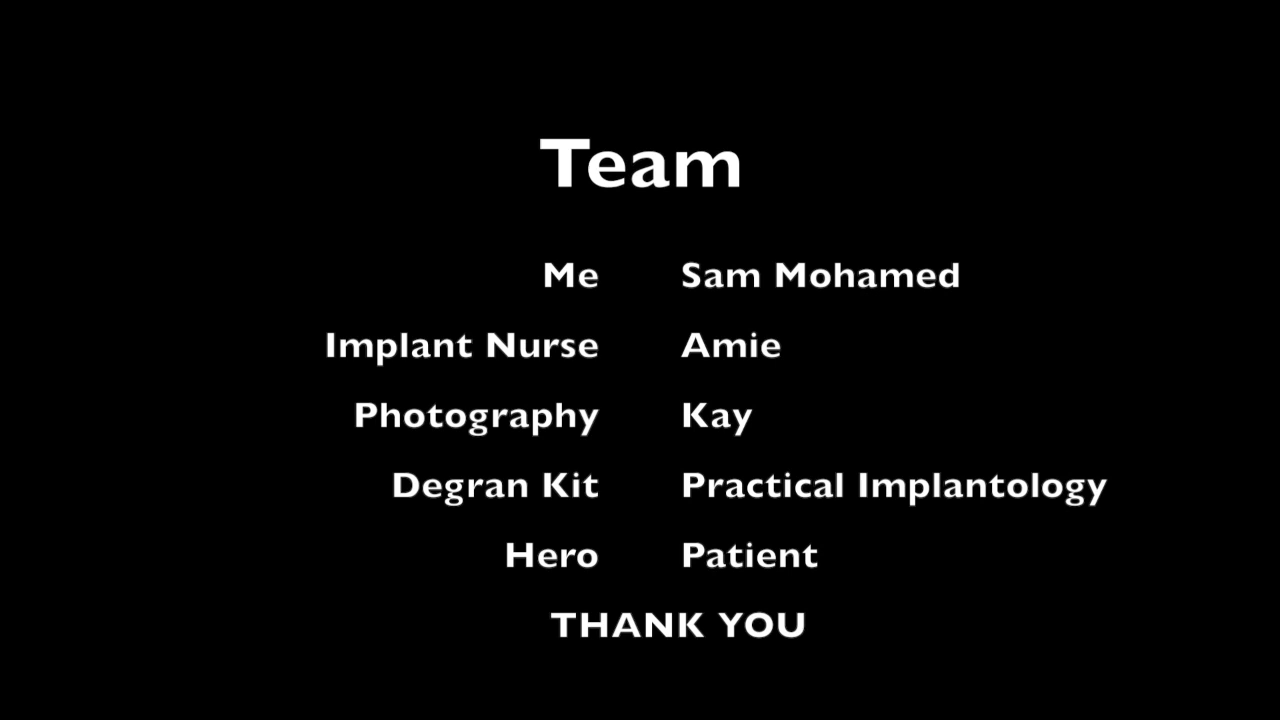 Team
Me Sam Mohamed
Implant Nurse Amie
Photography Kay
Degran Kit Practical Implantology
Hero Patient
THANK YOU